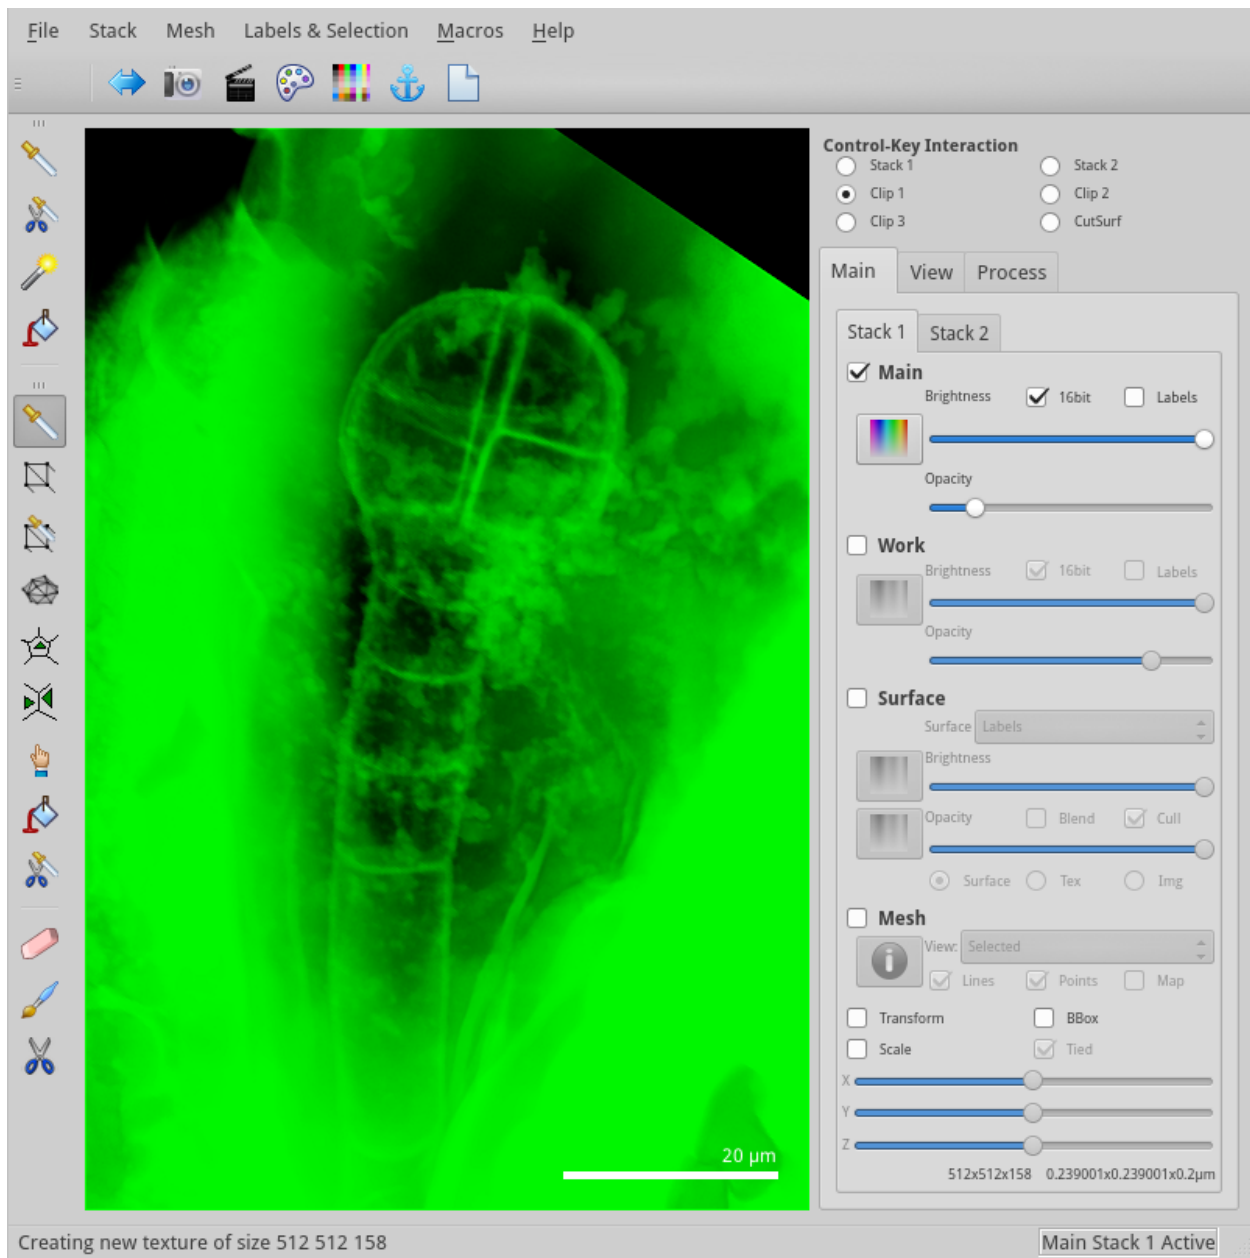 File Stack Mesh Labels & Selection Macros Help
Control-Key Interaction
Stack 1 Stack 2
Clip 1 Clip 2
Clip 3 CutSurf
Main View Process
Stack 1 Stack 2
Main
Brightness 16bit Labels
Opacity
Work
Brightness 16bit Labels
Opacity
Surface
Surface Labels
Brightness
Opacity Blend Cull
Surface Tex Img
Mesh
View: Selected
Lines Points Map
Transform BBox
Scale Tied
X
Y
Z
20 µm
512x512x158 0.239001x0.239001x0.2µm
Creating new texture of size 512 512 158 Main Stack 1 Active